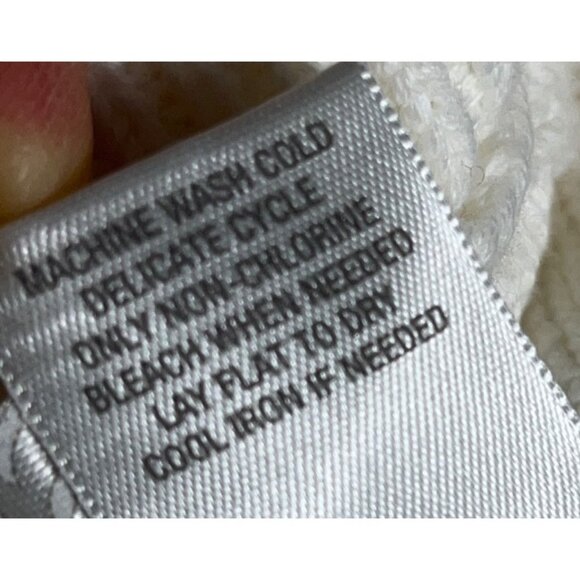 MACHINE WASH COLD
DELICATE CYCLE
ONLY NON-CHLORINE
BLEACH WHEN NEEDED
LAY FLAT TO DRY
COOL IRON IF NEEDED